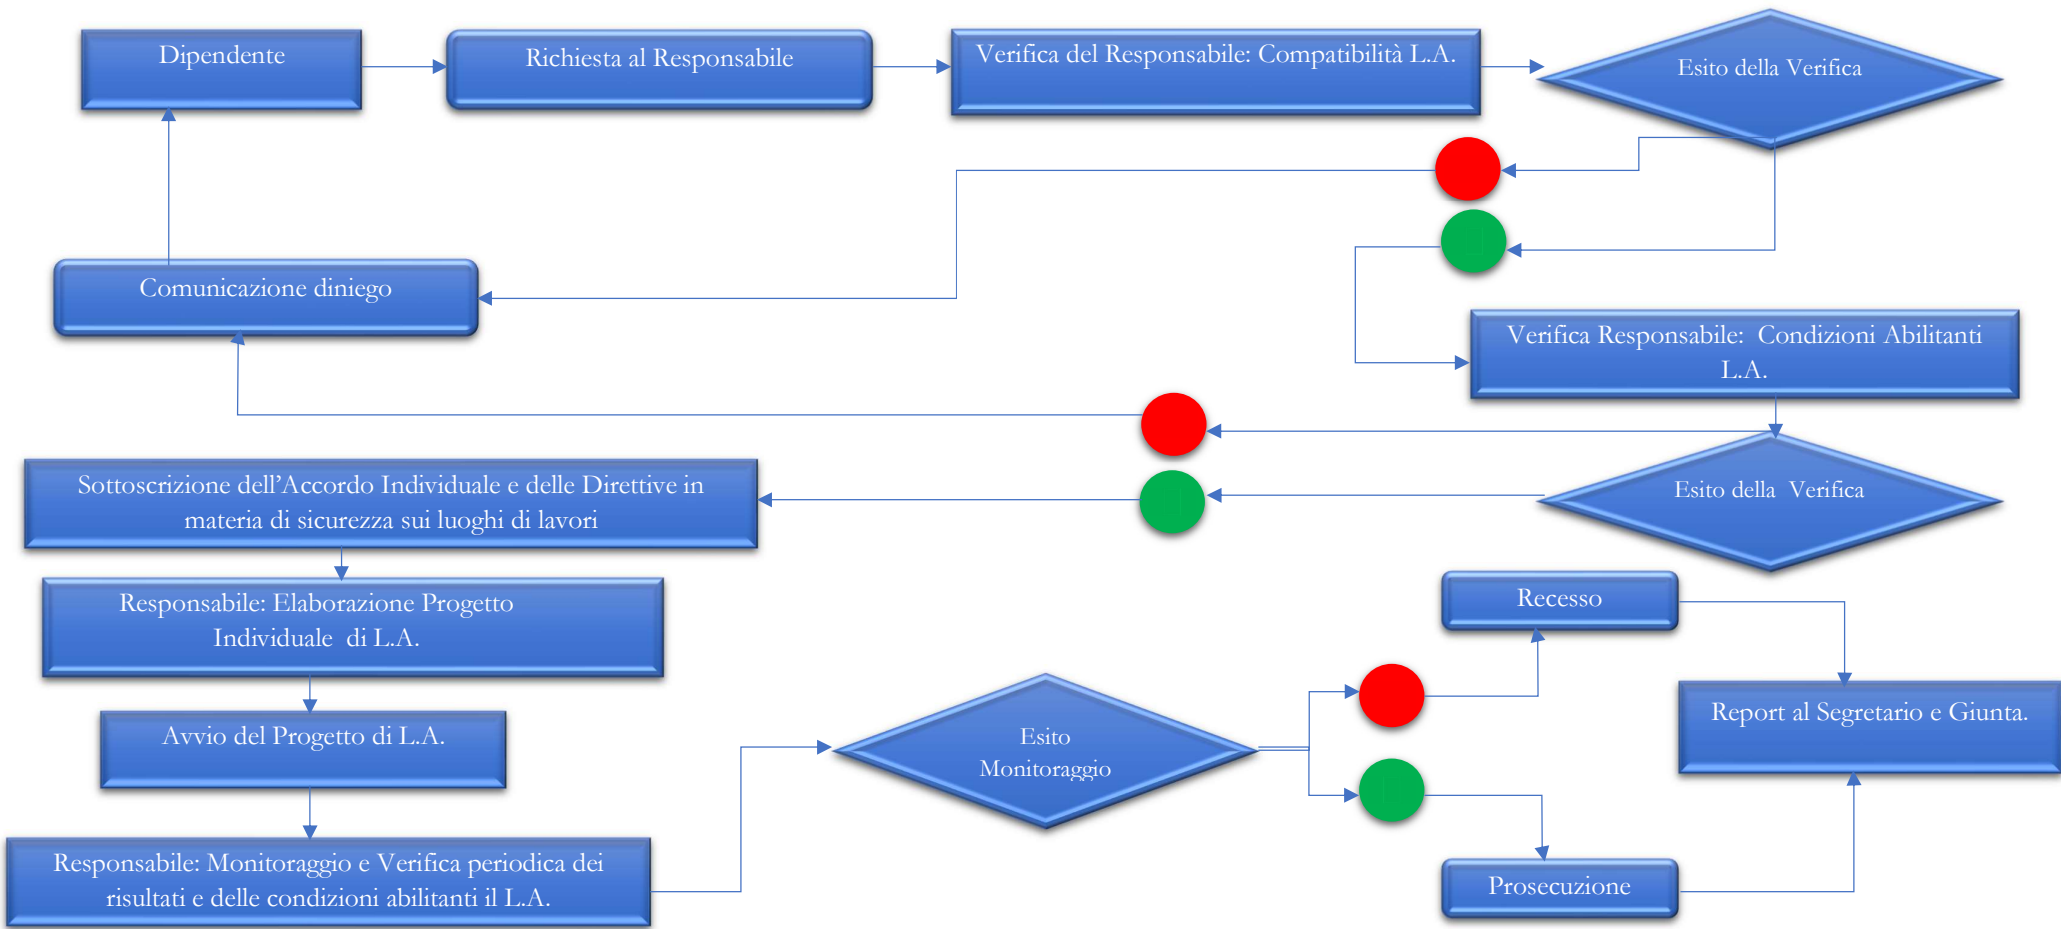 Dipendente
Richiesta al Responsabile
Verifica del Responsabile: Compatibilità L.A.
Esito della Verifica
Comunicazione diniego
Verifica Responsabile: Condizioni Abilitanti
L.A.
Esito della Verifica
Sottoscrizione dell'Accordo Individuale e delle Direttive in
materia di sicurezza sui luoghi di lavori
Responsabile: Elaborazione Progetto
Individuale di L.A.
Avvio del Progetto di L.A.
Responsabile: Monitoraggio e Verifica periodica dei
risultati e delle condizioni abilitanti il L.A.
Esito
Monitoraggio
Recesso
Report al Segretario e Giunta.
Prosecuzione